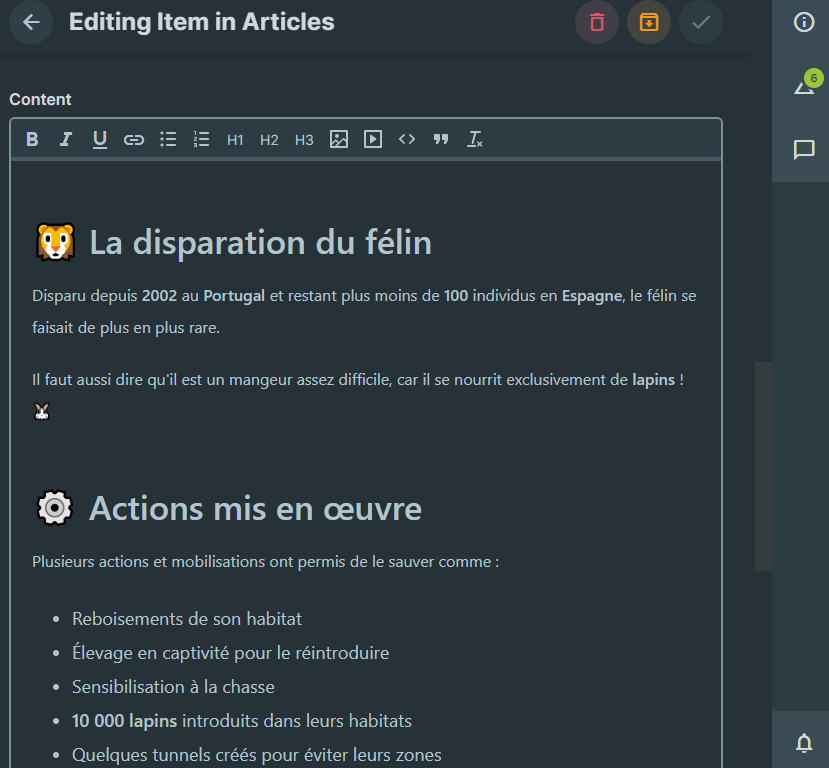 Editing Item in Articles
6
Content
B I U H1 H2 H3
🦁 La disparation du félin
Disparu depuis 2002 au Portugal et restant plus moins de 100 individus en Espagne, le félin se
faisait de plus en plus rare.
Il faut aussi dire qu'il est un mangeur assez difficile, car il se nourrit exclusivement de lapins !
🐰
⚙️ Actions mis en œuvre
Plusieurs actions et mobilisations ont permis de le sauver comme :
• Reboisements de son habitat
• Élevage en captivité pour le réintroduire
• Sensibilisation à la chasse
• 10 000 lapins introduits dans leurs habitats
• Quelques tunnels créés pour éviter leurs zones